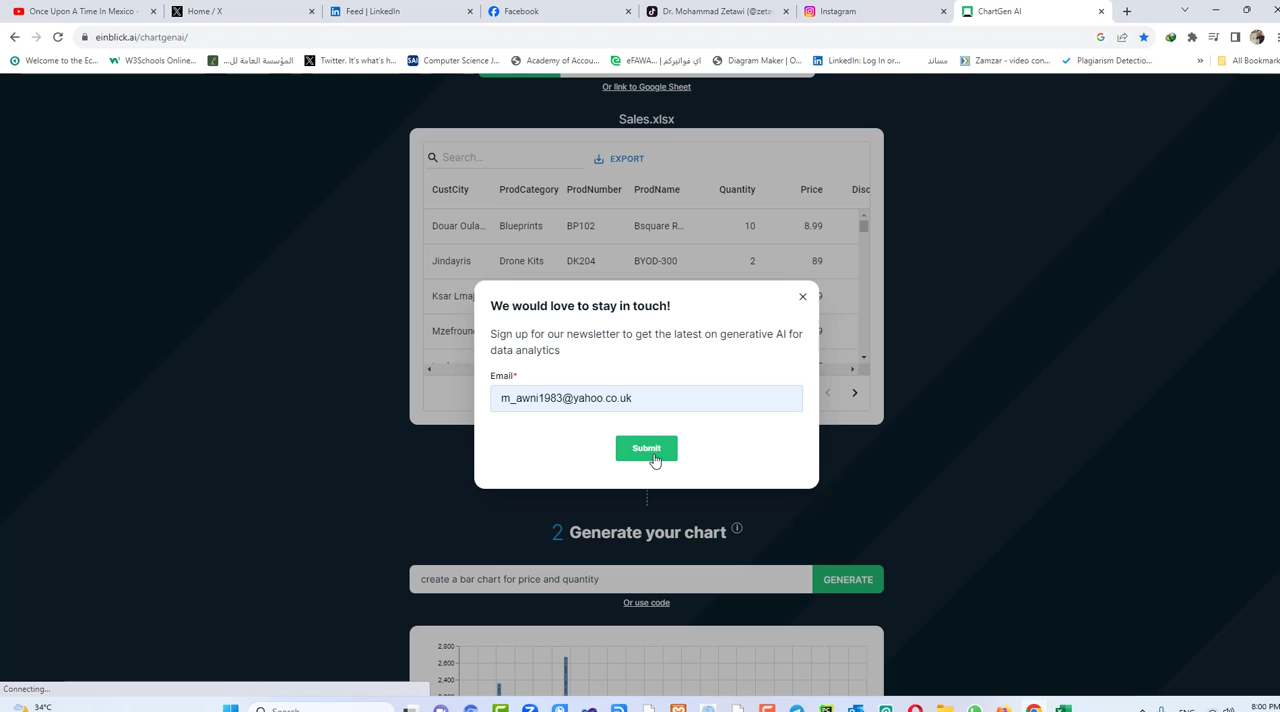 Once Upon A Time In Mexico
Home / X
Feed | LinkedIn
Facebook
Dr. Mohammad Zetawi (@zeta
Instagram
ChartGen AI
einblick.ai/chartgenai/
Welcome to the Ec...
W3Schools Online...
المؤسسة العامة لل...
Twitter. It's what's h...
Computer Science J...
Academy of Accou...
eFAWA... | اي فواتيركم
Diagram Maker | O...
LinkedIn: Log In or...
مساند
Zamzar - video con...
Plagiarism Detectio...
»
All Bookmark
Or link to Google Sheet
Sales.xlsx
Search...
EXPORT
CustCity ProdCategory ProdNumber ProdName Quantity Price Disc
Douar Oula... Blueprints BP102 Bsquare R... 10 8.99
Jindayris Drone Kits DK204 BYOD-300 2 89
Ksar Lmaj
Mzefroun
We would love to stay in touch!
Sign up for our newsletter to get the latest on generative AI for
data analytics
Email*
m_awni1983@yahoo.co.uk
Submit
2 Generate your chart
create a bar chart for price and quantity
GENERATE
Or use code
2,800
2,600
2,400
Connecting...
34°C
Search
8:00 PM